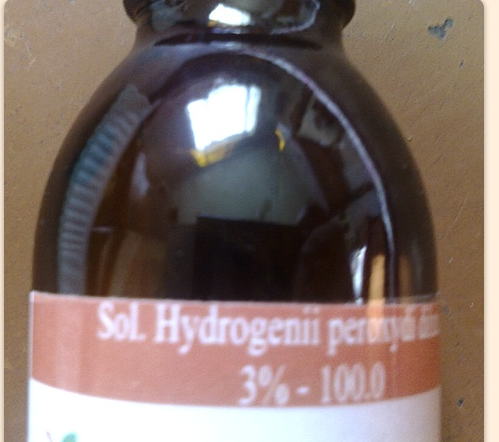 Sol. Hydrogenii peroxydi
3% - 100.0